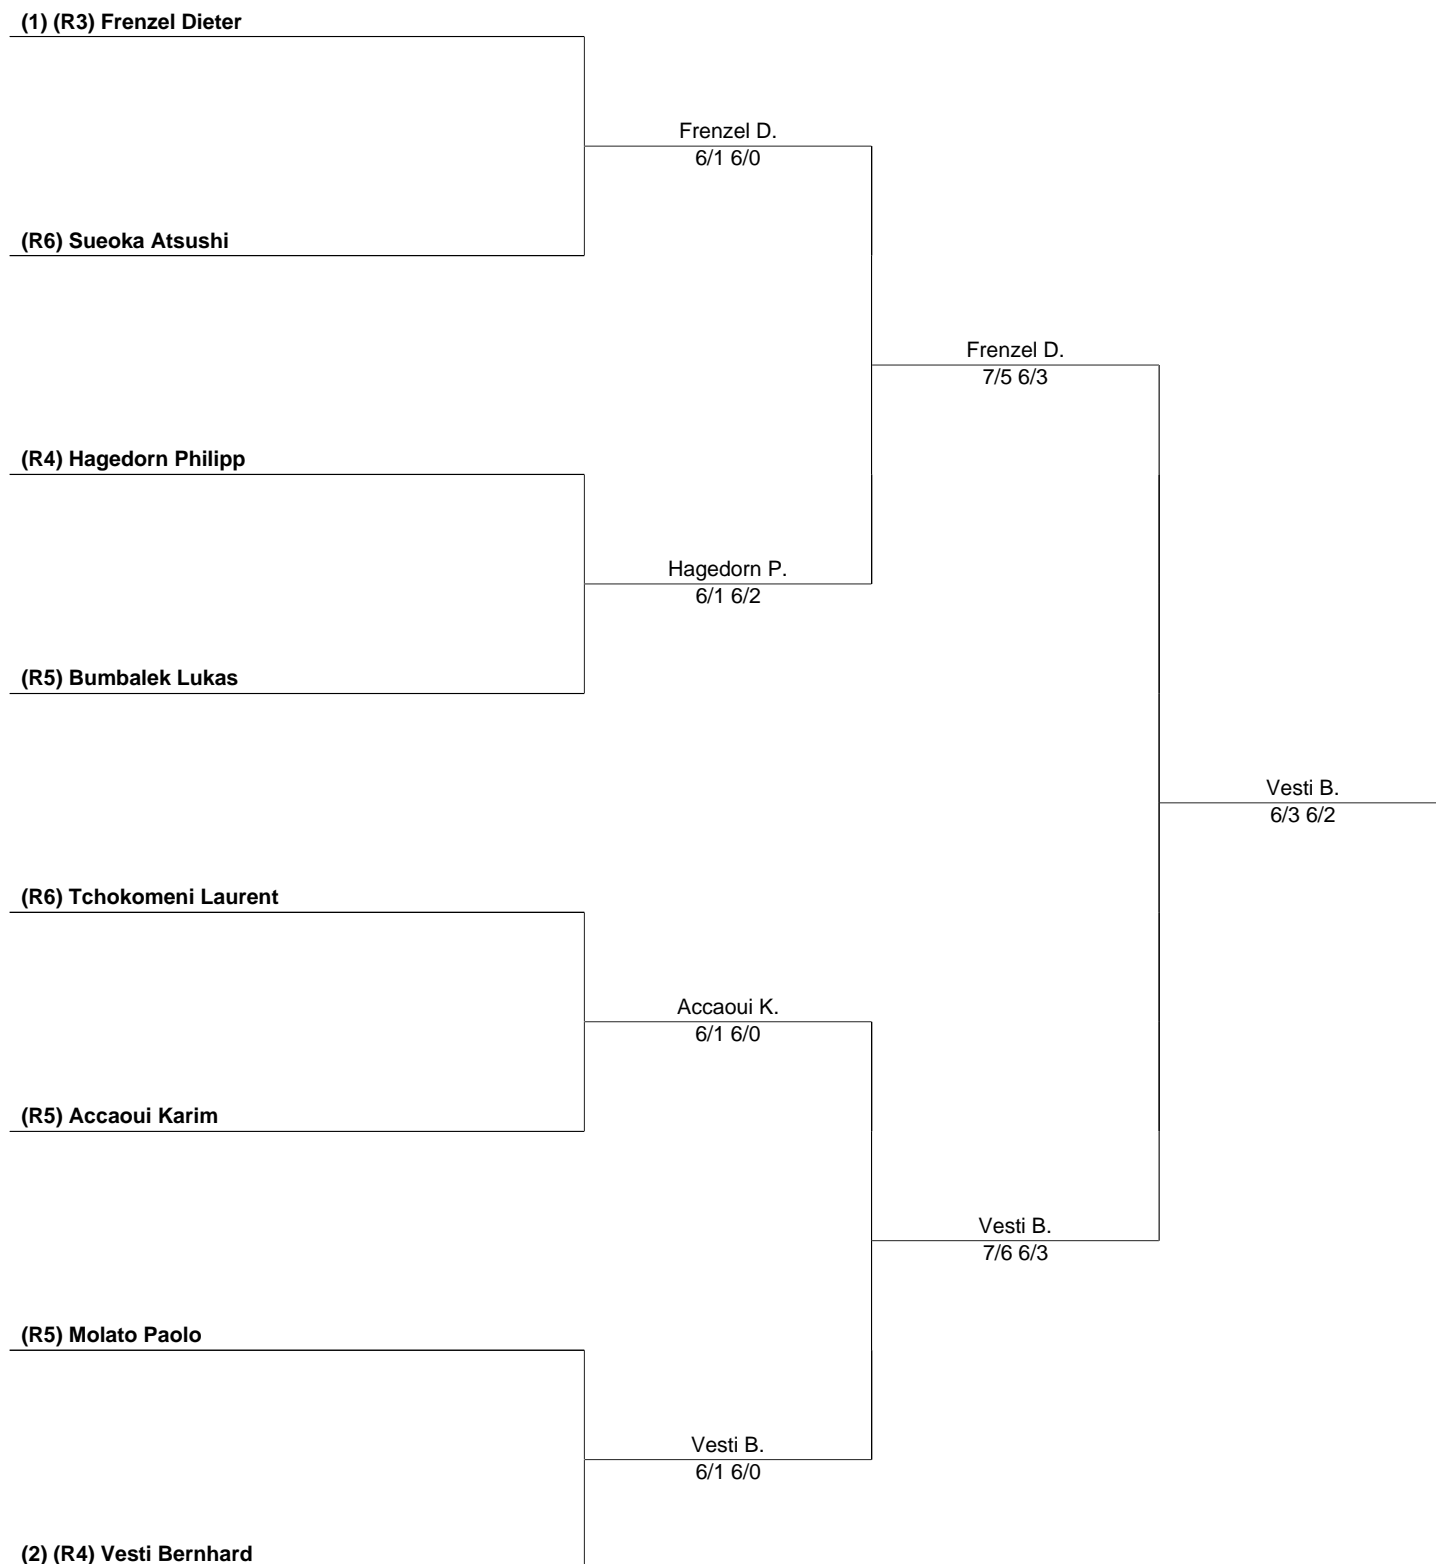 (1) (R3) Frenzel Dieter
Frenzel D.
6/1 6/0
(R6) Sueoka Atsushi
Frenzel D.
7/5 6/3
(R4) Hagedorn Philipp
Hagedorn P.
6/1 6/2
(R5) Bumbalek Lukas
Vesti B.
6/3 6/2
(R6) Tchokomeni Laurent
Accaoui K.
6/1 6/0
(R5) Accaoui Karim
Vesti B.
7/6 6/3
(R5) Molato Paolo
Vesti B.
6/1 6/0
(2) (R4) Vesti Bernhard